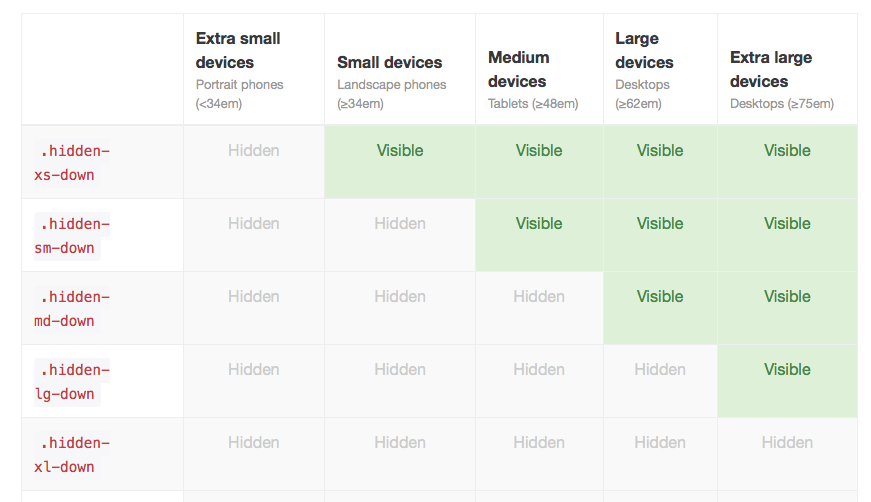 Extra small devices
Portrait phones (<34em)
Small devices
Landscape phones (≥34em)
Medium devices
Tablets (≥48em)
Large devices
Desktops (≥62em)
Extra large devices
Desktops (≥75em)
.hidden-xs-down Hidden Visible Visible Visible Visible
.hidden-sm-down Hidden Hidden Visible Visible Visible
.hidden-md-down Hidden Hidden Hidden Visible Visible
.hidden-lg-down Hidden Hidden Hidden Hidden Visible
.hidden-xl-down Hidden Hidden Hidden Hidden Hidden